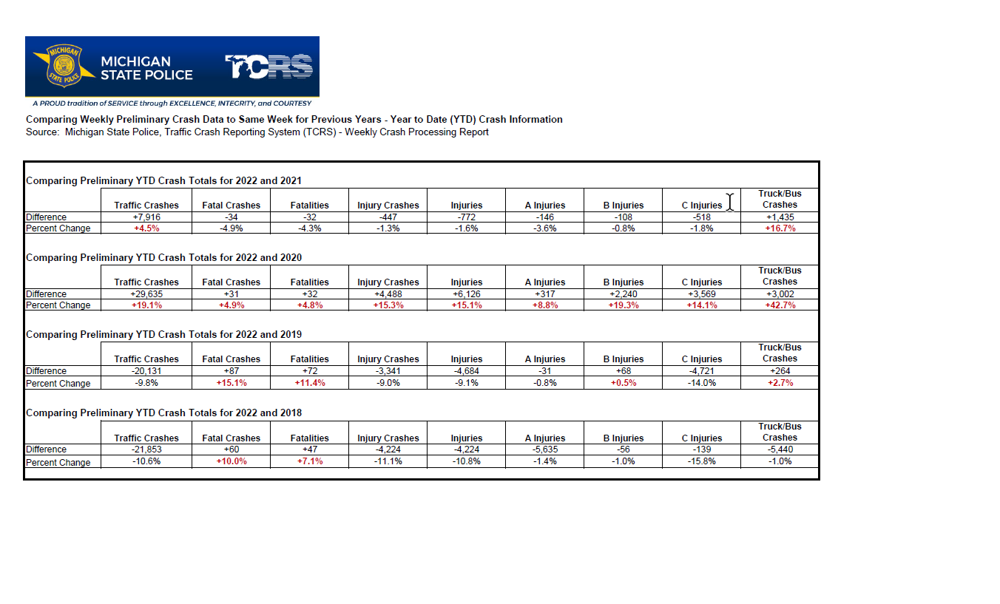 MICHIGAN
STATE POLICE
MICHIGAN
STATE POLICE
TCRS
A PROUD tradition of SERVICE through EXCELLENCE, INTEGRITY, and COURTESY
Comparing Weekly Preliminary Crash Data to Same Week for Previous Years - Year to Date (YTD) Crash Information
Source: Michigan State Police, Traffic Crash Reporting System (TCRS) - Weekly Crash Processing Report
Comparing Preliminary YTD Crash Totals for 2022 and 2021
Traffic Crashes Fatal Crashes Fatalities Injury Crashes Injuries A Injuries B Injuries C Injuries Truck/Bus Crashes
Difference +7,916 -34 -32 -447 -772 -146 -108 -518 +1,435
Percent Change +4.5% -4.9% -4.3% -1.3% -1.6% -3.6% -0.8% -1.8% +16.7%
Comparing Preliminary YTD Crash Totals for 2022 and 2020
Traffic Crashes Fatal Crashes Fatalities Injury Crashes Injuries A Injuries B Injuries C Injuries Truck/Bus Crashes
Difference +29,635 +31 +32 +4,488 +6,126 +317 +2,240 +3,569 +3,002
Percent Change +19.1% +4.9% +4.8% +15.3% +15.1% +8.8% +19.3% +14.1% +42.7%
Comparing Preliminary YTD Crash Totals for 2022 and 2019
Traffic Crashes Fatal Crashes Fatalities Injury Crashes Injuries A Injuries B Injuries C Injuries Truck/Bus Crashes
Difference -20,131 +87 +72 -3,341 -4,684 -31 +68 -4,721 +264
Percent Change -9.8% +15.1% +11.4% -9.0% -9.1% -0.8% +0.5% -14.0% +2.7%
Comparing Preliminary YTD Crash Totals for 2022 and 2018
Traffic Crashes Fatal Crashes Fatalities Injury Crashes Injuries A Injuries B Injuries C Injuries Truck/Bus Crashes
Difference -21,853 +60 +47 -4,224 -4,224 -5,635 -56 -139 -5,440
Percent Change -10.6% +10.0% +7.1% -11.1% -10.8% -1.4% -1.0% -15.8% -1.0%